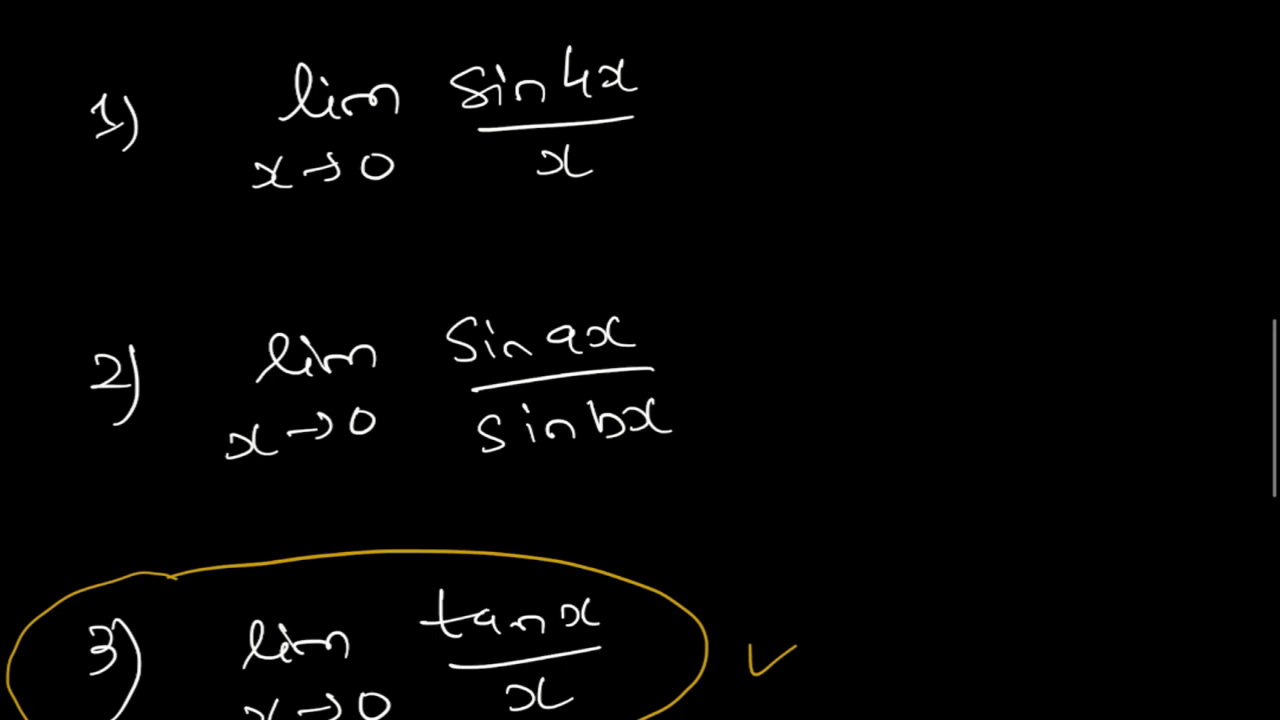 1) lim sin4x / x
x→0
2) lim sin ax / sin bx
x→0
3) lim tan x / x
x→0